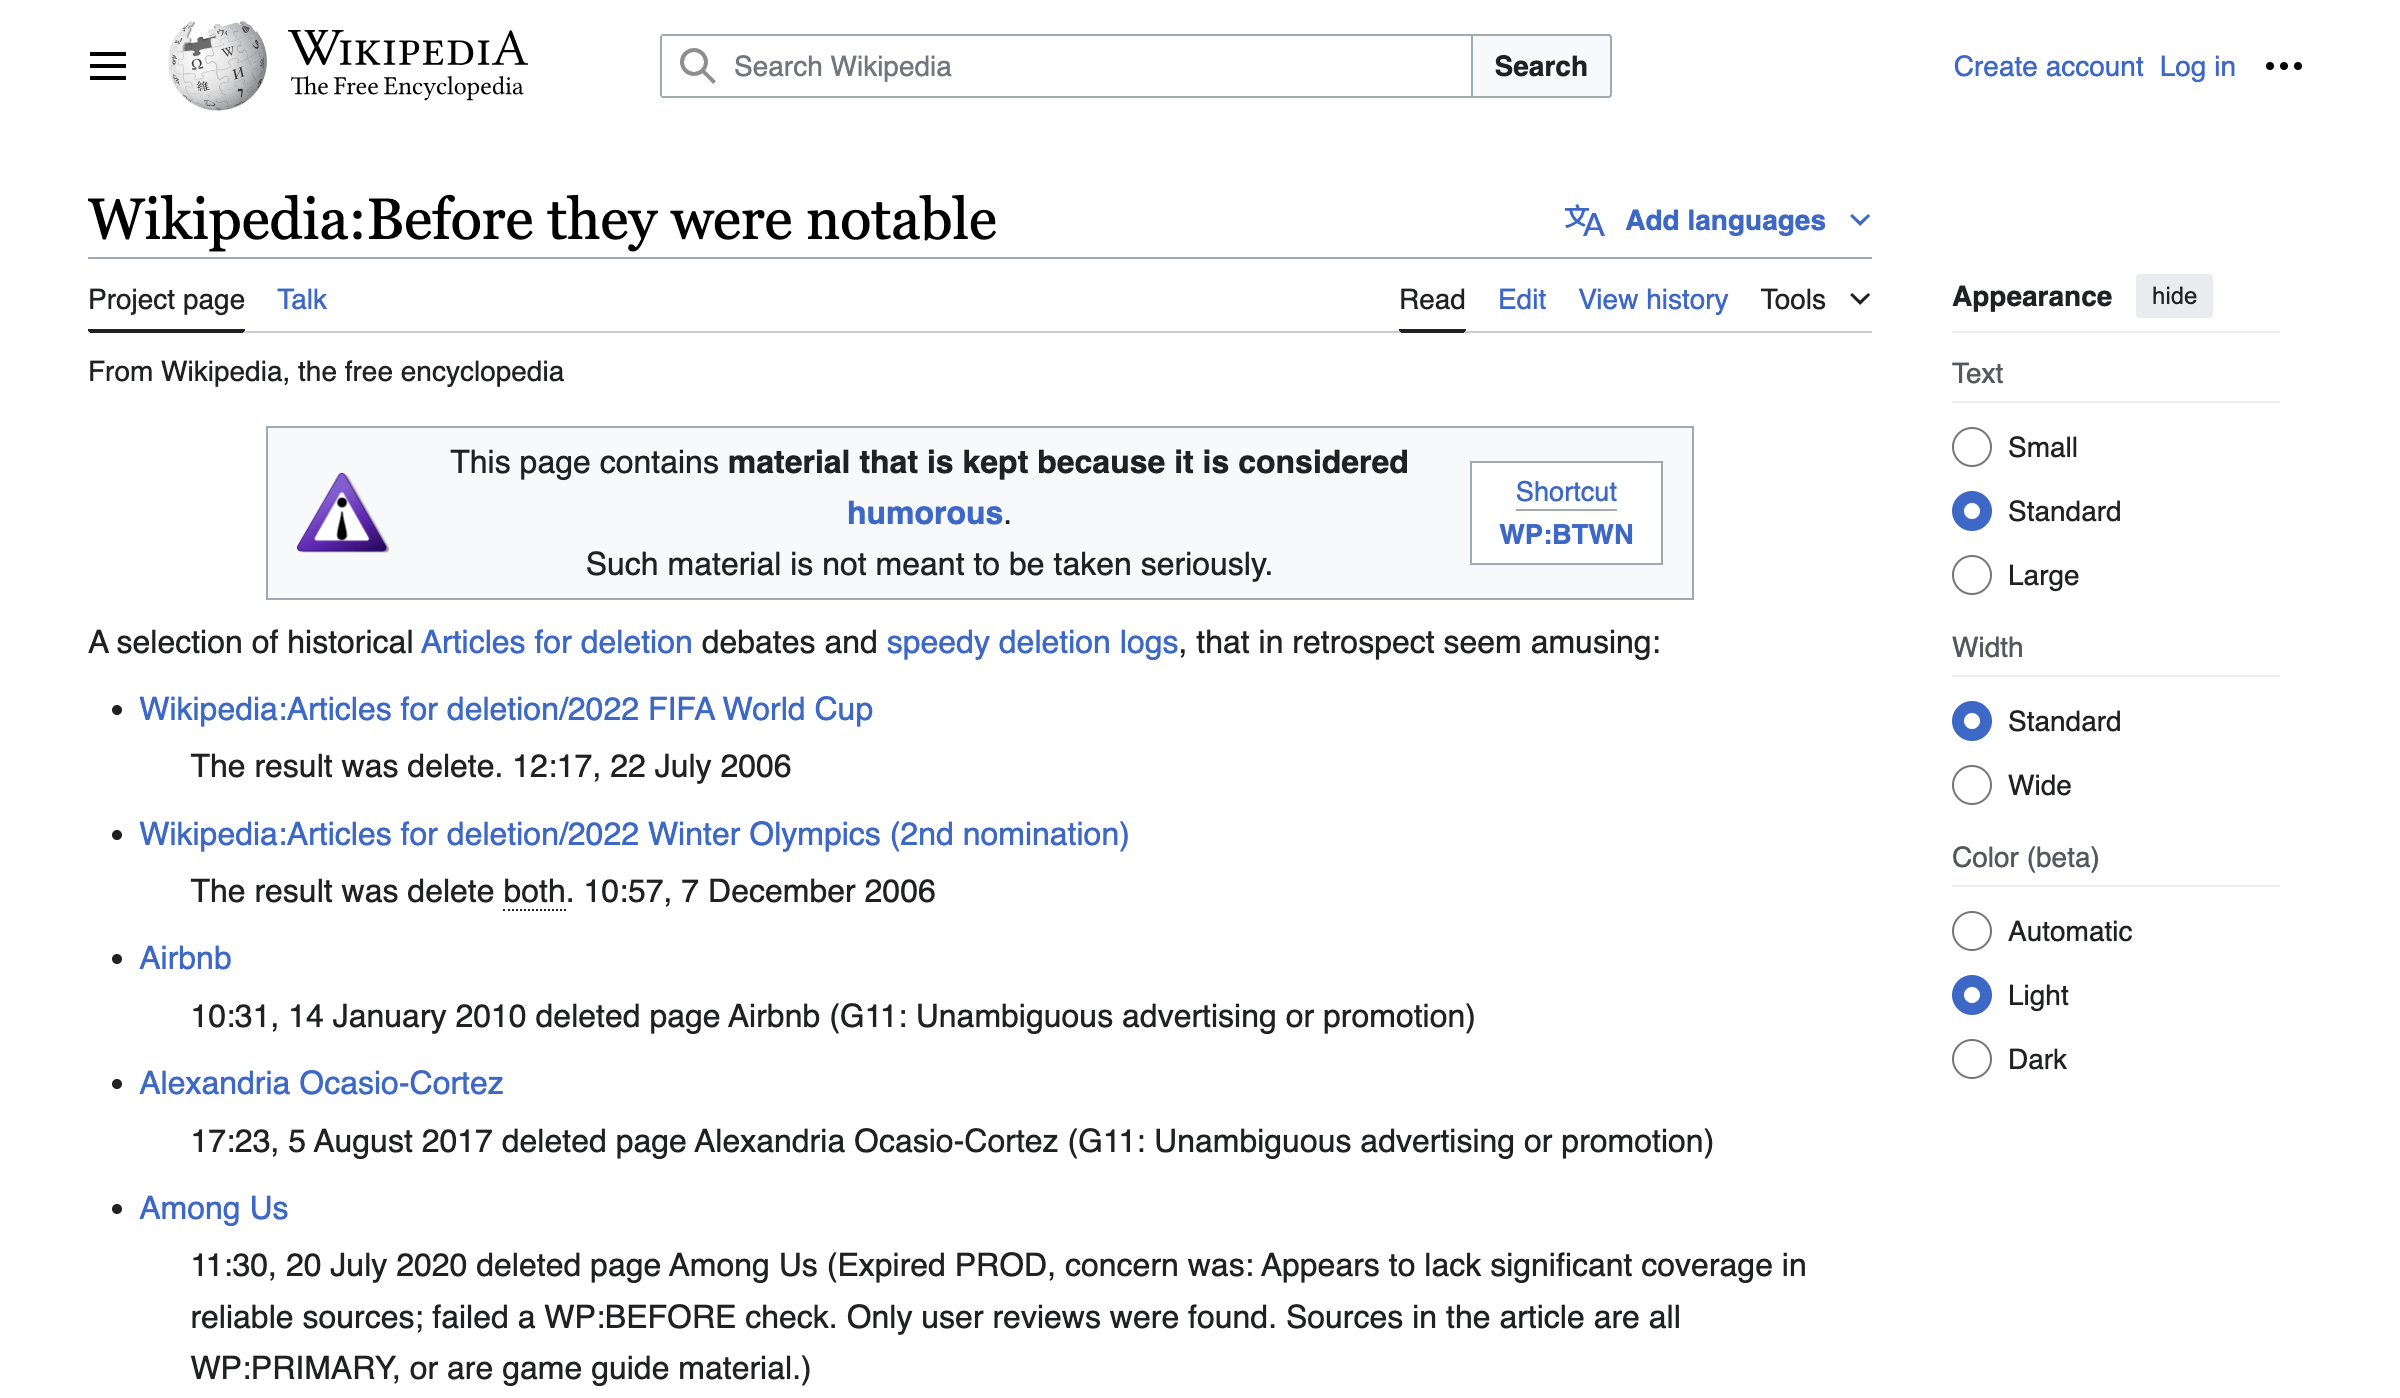 WIKIPEDIA
The Free Encyclopedia
Search Wikipedia
Search
Create account Log in
Wikipedia:Before they were notable
Add languages
Project page Talk
Read Edit View history Tools
From Wikipedia, the free encyclopedia
This page contains material that is kept because it is considered
humorous.
Such material is not meant to be taken seriously.
Shortcut
WP:BTWN
A selection of historical Articles for deletion debates and speedy deletion logs, that in retrospect seem amusing:
Wikipedia:Articles for deletion/2022 FIFA World Cup
The result was delete. 12:17, 22 July 2006
Wikipedia:Articles for deletion/2022 Winter Olympics (2nd nomination)
The result was delete both. 10:57, 7 December 2006
Airbnb
10:31, 14 January 2010 deleted page Airbnb (G11: Unambiguous advertising or promotion)
Alexandria Ocasio-Cortez
17:23, 5 August 2017 deleted page Alexandria Ocasio-Cortez (G11: Unambiguous advertising or promotion)
Among Us
11:30, 20 July 2020 deleted page Among Us (Expired PROD, concern was: Appears to lack significant coverage in
reliable sources; failed a WP:BEFORE check. Only user reviews were found. Sources in the article are all
WP:PRIMARY, or are game guide material.)
Appearance hide
Text
Small
Standard
Large
Width
Standard
Wide
Color (beta)
Automatic
Light
Dark